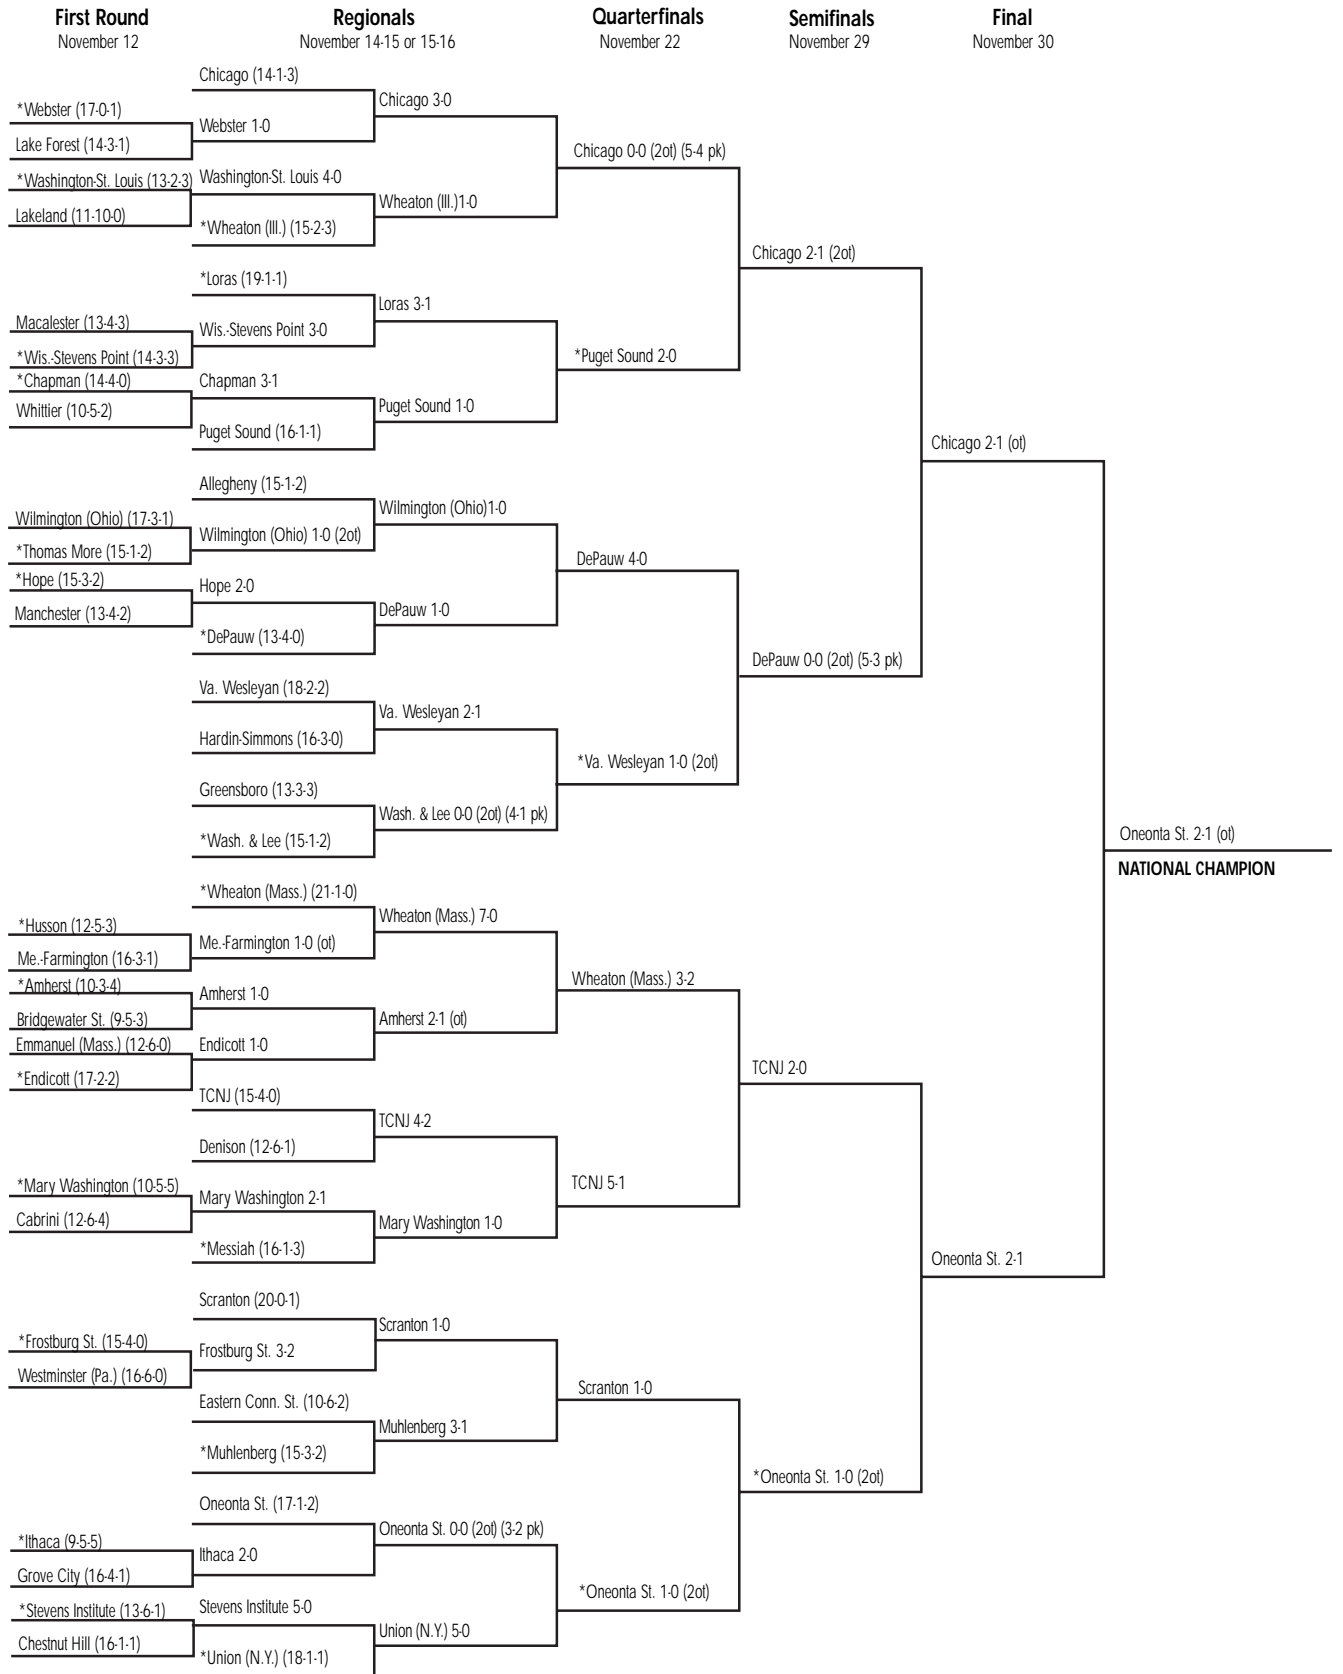 First Round
November 12
Regionals
November 14-15 or 15-16
Quarterfinals
November 22
Semifinals
November 29
Final
November 30
*Webster (17-0-1)
Lake Forest (14-3-1)
*Washington-St. Louis (13-2-3)
Lakeland (11-10-0)
Macalester (13-4-3)
*Wis.-Stevens Point (14-3-3)
*Chapman (14-4-0)
Whittier (10-5-2)
Wilmington (Ohio) (17-3-1)
*Thomas More (15-1-2)
*Hope (15-3-2)
Manchester (13-4-2)
*Husson (12-5-3)
Me.-Farmington (16-3-1)
*Amherst (10-3-4)
Bridgewater St. (9-5-3)
Emmanuel (Mass.) (12-6-0)
*Endicott (17-2-2)
*Mary Washington (10-5-5)
Cabrini (12-6-4)
*Frostburg St. (15-4-0)
Westminster (Pa.) (16-6-0)
*Ithaca (9-5-5)
Grove City (16-4-1)
*Stevens Institute (13-6-1)
Chestnut Hill (16-1-1)
Chicago (14-1-3)
Webster 1-0
Washington-St. Louis 4-0
*Wheaton (Ill.) (15-2-3)
*Loras (19-1-1)
Wis.-Stevens Point 3-0
Chapman 3-1
Puget Sound (16-1-1)
Allegheny (15-1-2)
Wilmington (Ohio) 1-0 (2ot)
Hope 2-0
*DePauw (13-4-0)
Va. Wesleyan (18-2-2)
Hardin-Simmons (16-3-0)
Greensboro (13-3-3)
*Wash. & Lee (15-1-2)
*Wheaton (Mass.) (21-1-0)
Me.-Farmington 1-0 (ot)
Amherst 1-0
Endicott 1-0
TCNJ (15-4-0)
Denison (12-6-1)
Mary Washington 2-1
*Messiah (16-1-3)
Scranton (20-0-1)
Frostburg St. 3-2
Eastern Conn. St. (10-6-2)
*Muhlenberg (15-3-2)
Oneonta St. (17-1-2)
Ithaca 2-0
Stevens Institute 5-0
*Union (N.Y.) (18-1-1)
Chicago 3-0
Wheaton (Ill.)1-0
Loras 3-1
Puget Sound 1-0
Wilmington (Ohio)1-0
DePauw 1-0
Va. Wesleyan 2-1
Wash. & Lee 0-0 (2ot) (4-1 pk)
Wheaton (Mass.) 7-0
Amherst 2-1 (ot)
TCNJ 4-2
Mary Washington 1-0
Scranton 1-0
Muhlenberg 3-1
Oneonta St. 0-0 (2ot) (3-2 pk)
Union (N.Y.) 5-0
Chicago 0-0 (2ot) (5-4 pk)
*Puget Sound 2-0
DePauw 4-0
*Va. Wesleyan 1-0 (2ot)
Wheaton (Mass.) 3-2
TCNJ 5-1
Scranton 1-0
*Oneonta St. 1-0 (2ot)
Chicago 2-1 (2ot)
DePauw 0-0 (2ot) (5-3 pk)
TCNJ 2-0
*Oneonta St. 1-0 (2ot)
Chicago 2-1 (ot)
Oneonta St. 2-1
Oneonta St. 2-1 (ot)
NATIONAL CHAMPION